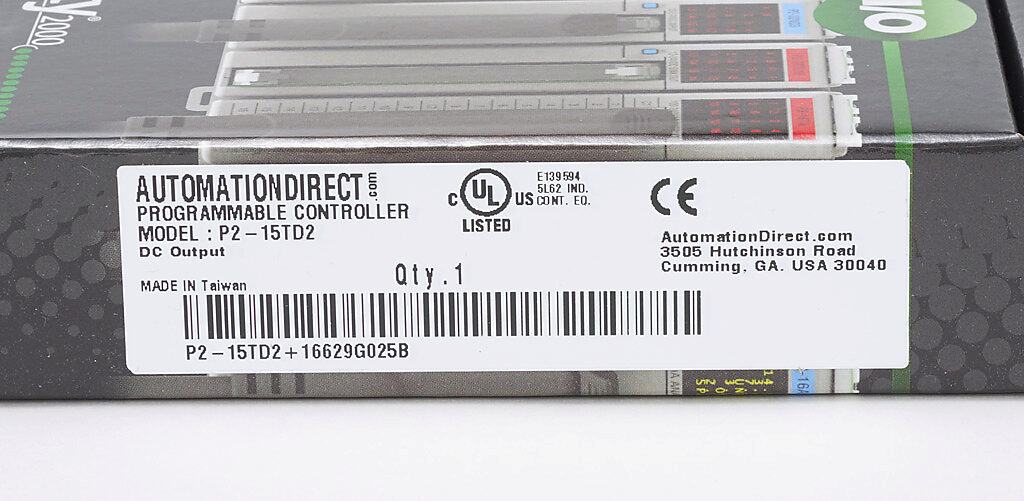 y2000®
I/O
AUTOMATIONDIRECT.com
PROGRAMMABLE CONTROLLER
MODEL : P2-15TD2
DC Output
MADE IN Taiwan
Qty.1
C UL US
LISTED
E139594
5L62 IND.
CONT. EQ.
CE
AutomationDirect.com
3505 Hutchinson Road
Cumming, GA. USA 30040
P2-15TD2+16629G025B